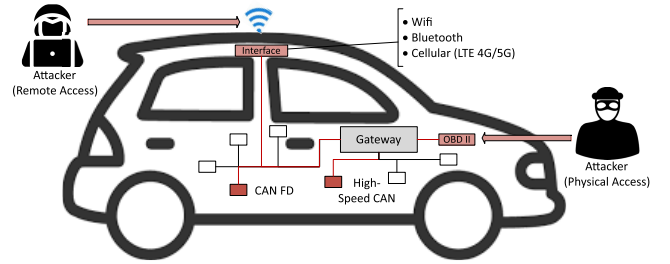 Attacker
(Remote Access)
Interface
• Wifi
• Bluetooth
• Cellular (LTE 4G/5G)
Gateway
OBD II
Attacker
(Physical Access)
CAN FD
High-
Speed CAN